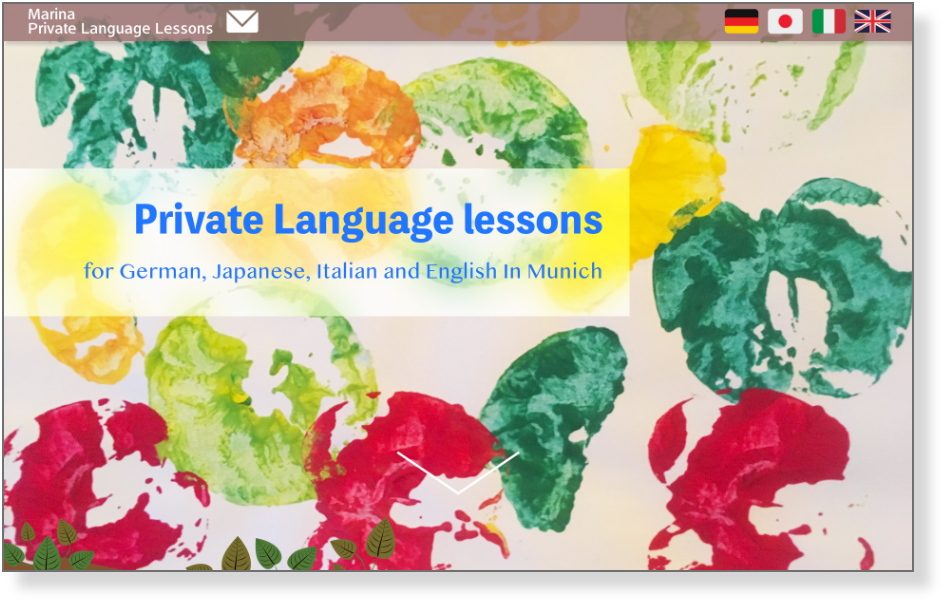 Marina
Private Language Lessons
Private Language lessons
for German, Japanese, Italian and English In Munich